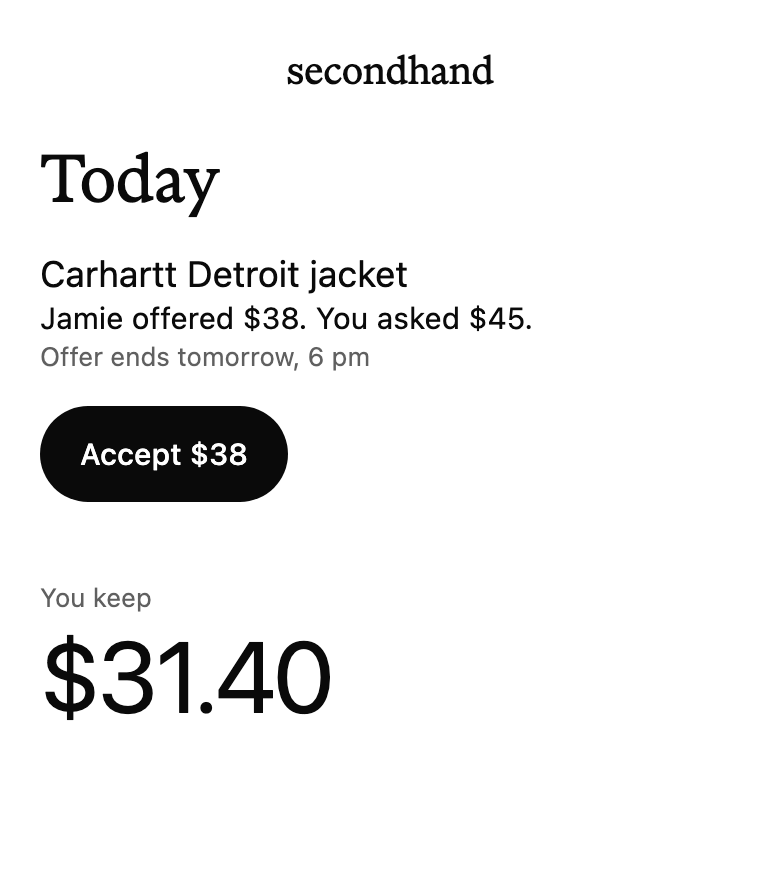 secondhand
Today
Carhartt Detroit jacket
Jamie offered $38. You asked $45.
Offer ends tomorrow, 6 pm
Accept $38
You keep
$31.40